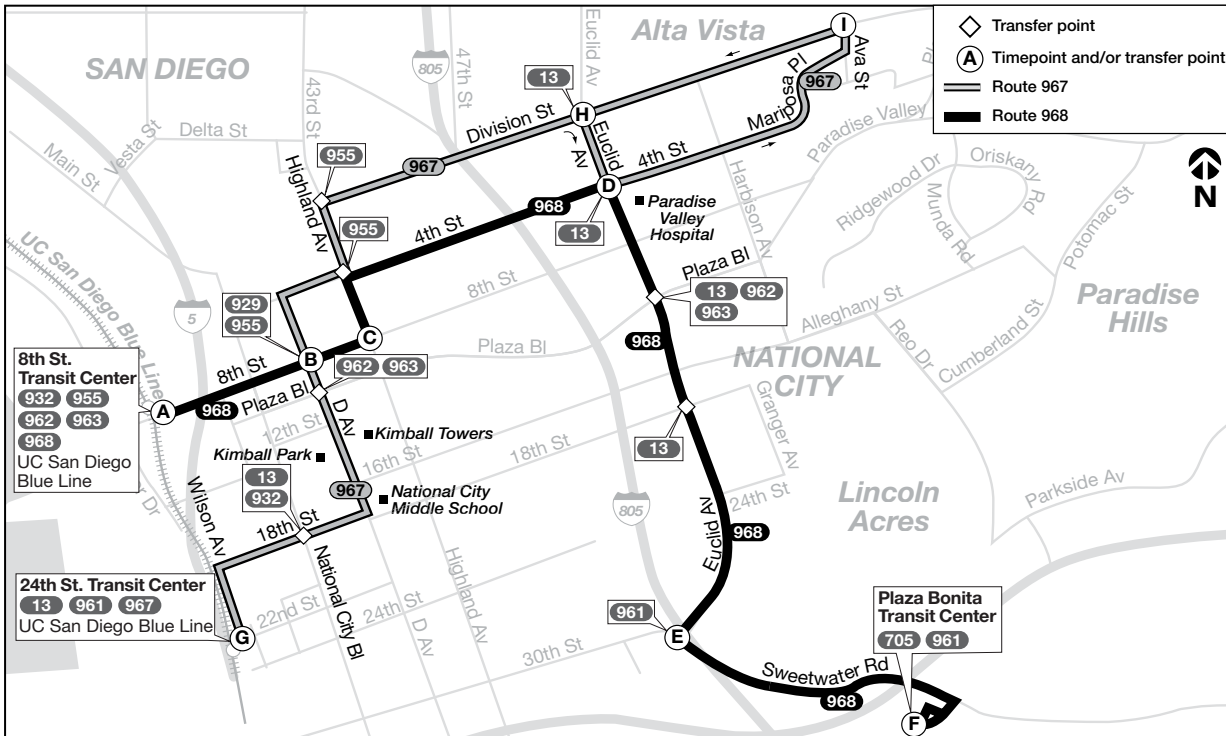 Transfer point
A
Timepoint and/or transfer point
Route 967
Route 968
N
SAN DIEGO
Alta Vista
Paradise
Hills
NATIONAL
CITY
Lincoln
Acres
805
47th St
43rd St
Euclid Av
Delta St
Vesta St
Main St
13
I
Ava St
Mariposa Pl
967
H
Division St
Euclid
Av
4th St
Paradise Valley
Harbison Av
Ridgewood Dr
Oriskany
Rd
Munda Rd
Potomac St
955
967
Highland Av
968
D
13
Paradise
Valley
Hospital
955
4th St
8th St
Plaza Bl
13 962
963
Alleghany St
Reo Dr
Cumberland St
UC San Diego Blue Line
5
929
955
C
B
8th St
962 963
Plaza Bl
968
Plaza Bl
968
8th St.
Transit Center
932 955
962 963
968
UC San Diego
Blue Line
A
12th St
D Av
Kimball Towers
Kimball Park
16th St
18th St
13
Granger Av
24th St
13
932
967
National City
Middle School
18th St
Wilson Av
805
Euclid Av
968
Parkside Av
National City Bl
Highland Av
24th St. Transit Center
13 961 967
UC San Diego Blue Line
G
22nd St
24th St
D Av
30th St
961
E
Plaza Bonita
Transit Center
705 961
Sweetwater Rd
968
F